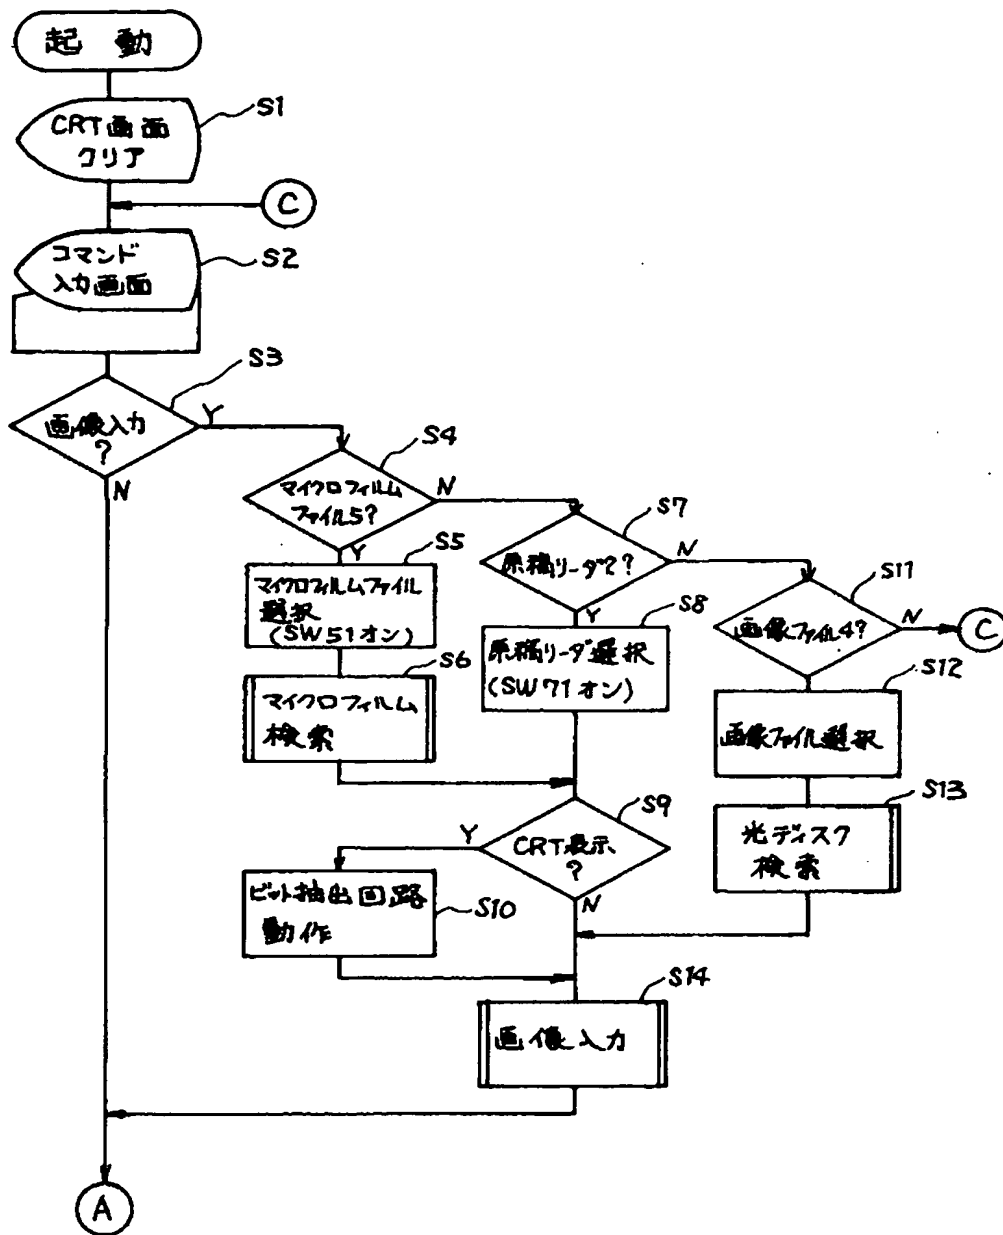 起動
CRT画面
クリア
S1
C
コマンド
入力画面
S2
S3
画像入力
?
Y
N
S4
マイクロフィルム
ファイル5?
N
Y
S5
マイクロフィルムファイル
選択
(SW51オン)
S6
マイクロフィルム
検索
S7
原稿リーダ2?
N
Y
S8
原稿リーダ選択
(SW71オン)
S11
画像ファイル4?
N
C
S12
画像ファイル選択
S13
光ディスク
検索
S9
CRT表示
?
Y
N
ビット抽出回路
動作
S10
S14
画像入力
A